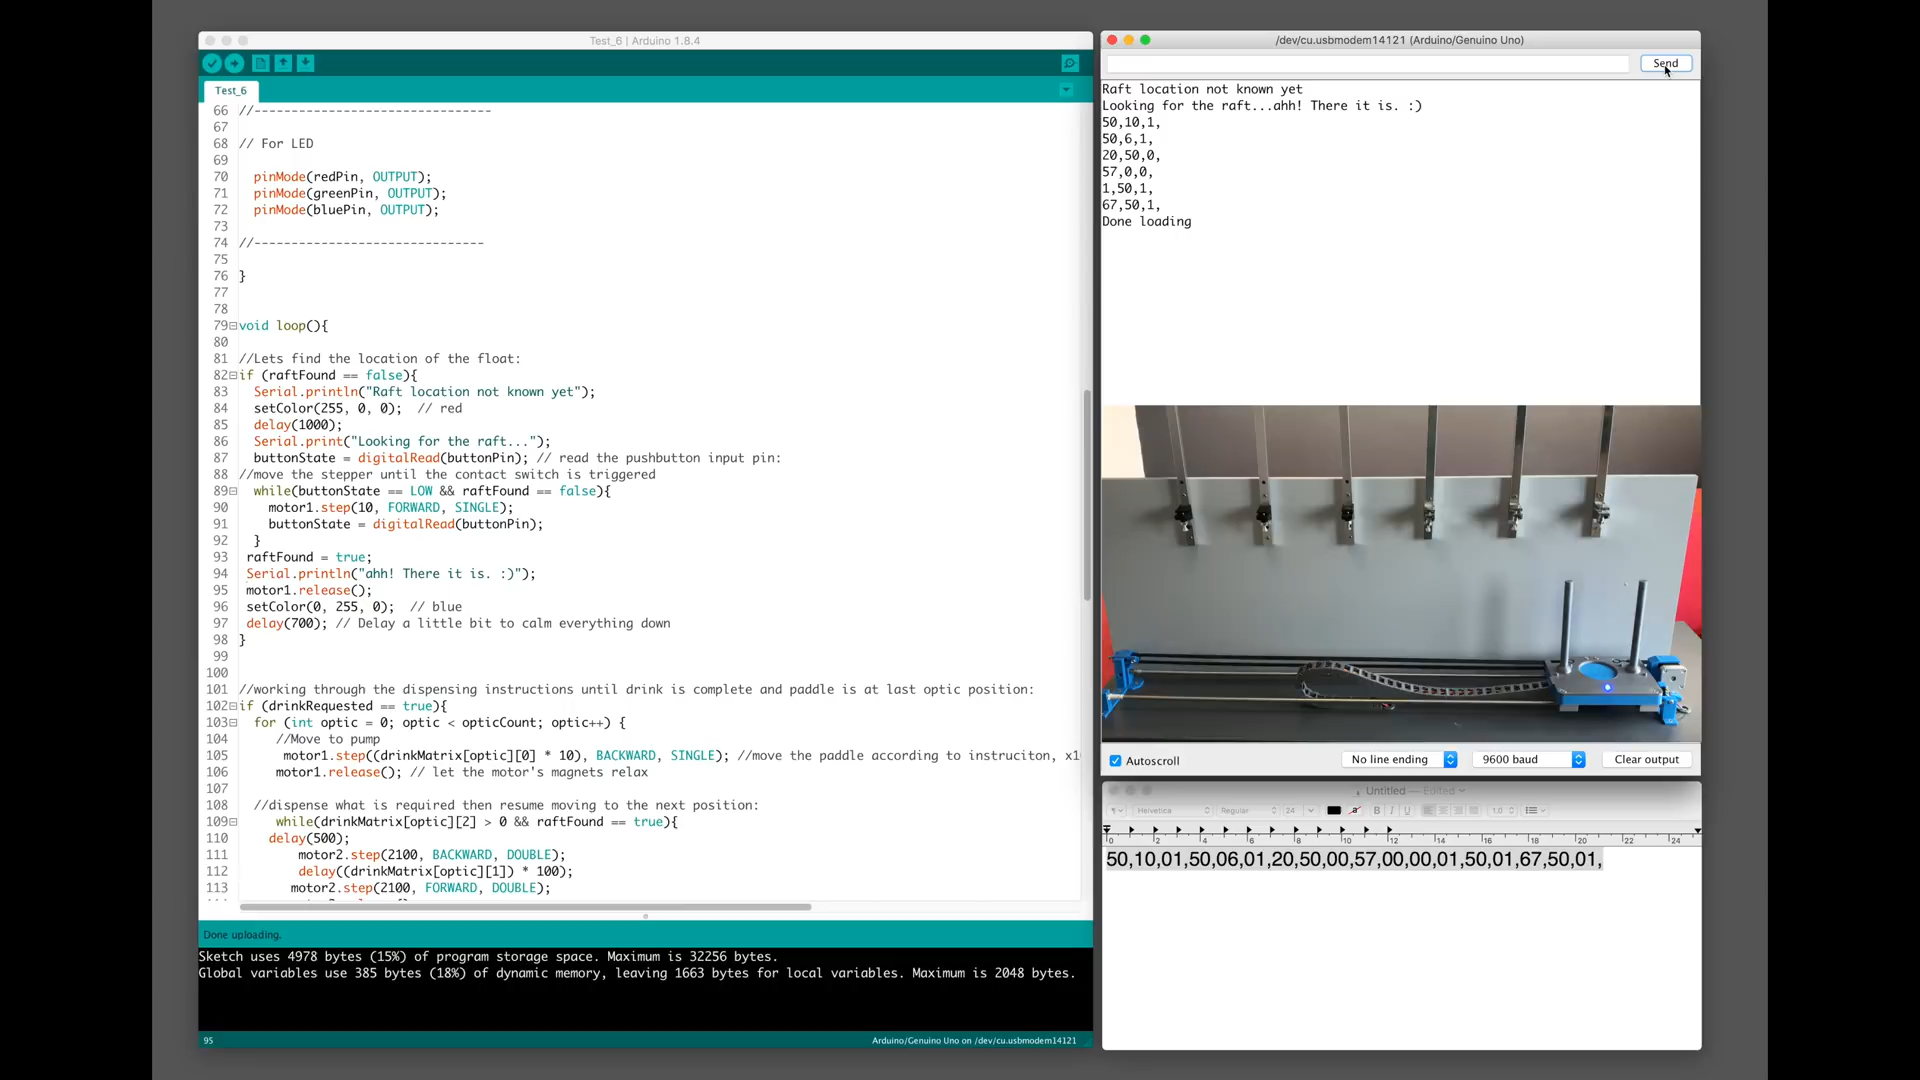 Test_6 | Arduino 1.8.4
Test_6
66 //--------------------------------
67
68 // For LED
69
70 pinMode(redPin, OUTPUT);
71 pinMode(greenPin, OUTPUT);
72 pinMode(bluePin, OUTPUT);
73
74 //-------------------------------
75
76 }
77
78
79 void loop(){
80
81 //Lets find the location of the float:
82 if (raftFound == false){
83 Serial.println("Raft location not known yet");
84 setColor(255, 0, 0);  // red
85 delay(1000);
86 Serial.print("Looking for the raft...");
87 buttonState = digitalRead(buttonPin); // read the pushbutton input pin:
88 //move the stepper until the contact switch is triggered
89 while(buttonState == LOW && raftFound == false){
90 motor1.step(10, FORWARD, SINGLE);
91 buttonState = digitalRead(buttonPin);
92 }
93 raftFound = true;
94 Serial.println("ahh! There it is. :)");
95 motor1.release();
96 setColor(0, 255, 0);  // blue
97 delay(700); // Delay a little bit to calm everything down
98 }
99
100
101 //working through the dispensing instructions until drink is complete and paddle is at last optic position:
102 if (drinkRequested == true){
103 for (int optic = 0; optic < opticCount; optic++) {
104 //Move to pump
105 motor1.step((drinkMatrix[optic][0] * 10), BACKWARD, SINGLE); //move the paddle according to instruciton, x1
106 motor1.release(); // let the motor's magnets relax
107
108 //dispense what is required then resume moving to the next position:
109 while(drinkMatrix[optic][2] > 0 && raftFound == true){
110 delay(500);
111 motor2.step(2100, BACKWARD, DOUBLE);
112 delay((drinkMatrix[optic][1]) * 100);
113 motor2.step(2100, FORWARD, DOUBLE);
Done uploading.
Sketch uses 4978 bytes (15%) of program storage space. Maximum is 32256 bytes.
Global variables use 385 bytes (18%) of dynamic memory, leaving 1663 bytes for local variables. Maximum is 2048 bytes.
95
Arduino/Genuino Uno on /dev/cu.usbmodem14121
/dev/cu.usbmodem14121 (Arduino/Genuino Uno)
Send
Raft location not known yet
Looking for the raft...ahh! There it is. :)
50,10,1,
50,6,1,
20,50,0,
57,0,0,
1,50,1,
67,50,1,
Done loading
Autoscroll
No line ending
9600 baud
Clear output
Untitled — Edited
Helvetica Regular 24 B I U 1.0
0 2 4 6 8 10 12 14 16 18 20 22 24
50,10,01,50,06,01,20,50,00,57,00,00,01,50,01,67,50,01,